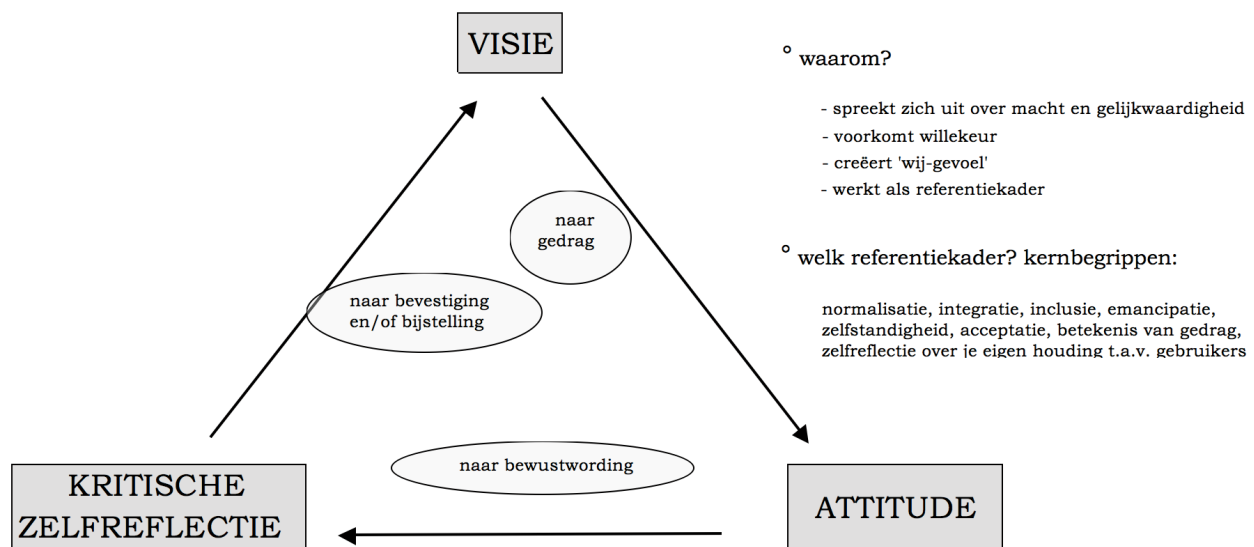 VISIE
° waarom?
- spreekt zich uit over macht en gelijkwaardigheid
- voorkomt willekeur
- creëert 'wij-gevoel'
- werkt als referentiekader
naar
gedrag
° welk referentiekader? kernbegrippen:
naar bevestiging
en/of bijstelling
normalisatie, integratie, inclusie, emancipatie,
zelfstandigheid, acceptatie, betekenis van gedrag,
zelfreflectie over je eigen houding t.a.v. gebruikers
naar bewustwording
KRITISCHE
ZELFREFLECTIE
ATTITUDE